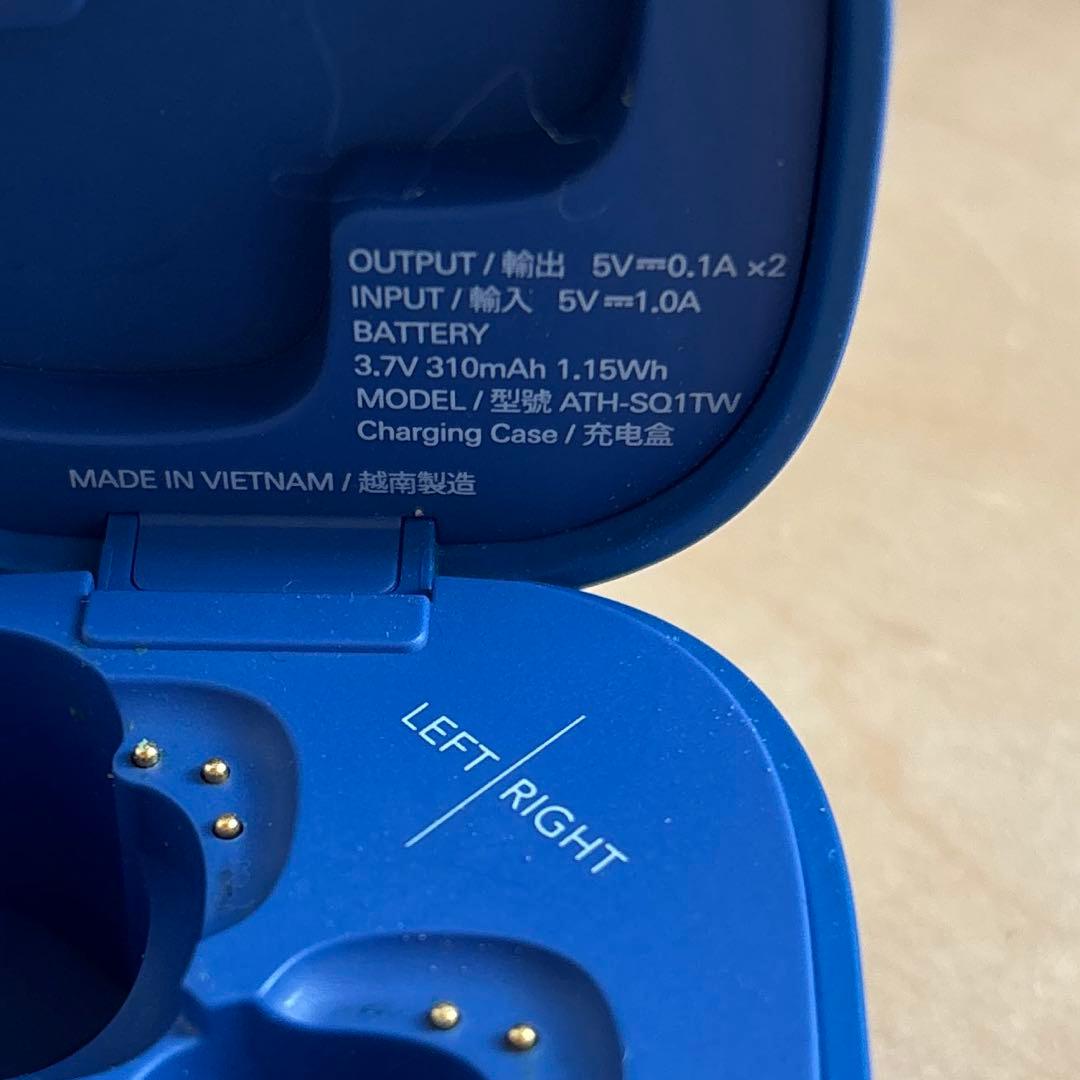 OUTPUT / 輸出 5V⎓0.1A ×2
INPUT / 輸入 5V⎓1.0A
BATTERY
3.7V 310mAh 1.15Wh
MODEL / 型號 ATH-SQ1TW
Charging Case / 充电盒
MADE IN VIETNAM / 越南製造
LEFT
RIGHT